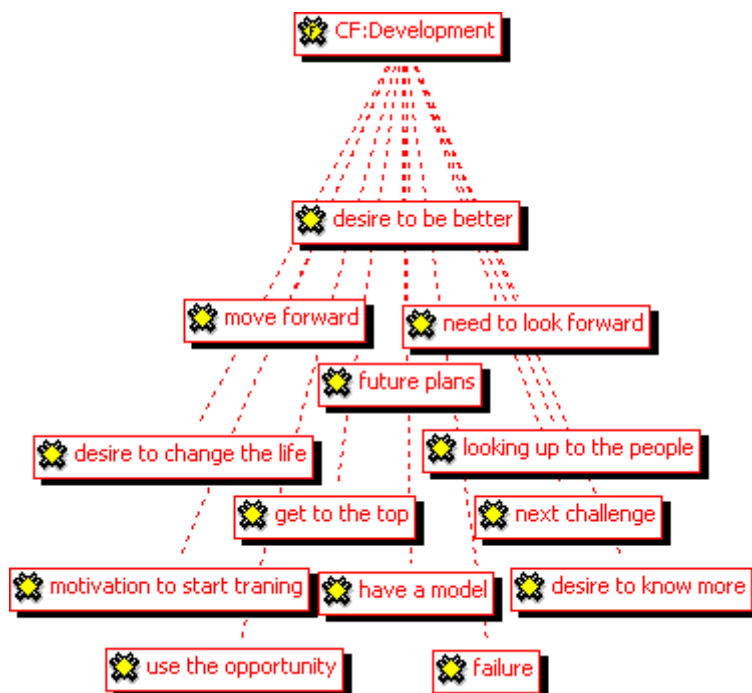 CF:Development
desire to be better
move forward
need to look forward
future plans
desire to change the life
looking up to the people
get to the top
next challenge
motivation to start traning
have a model
desire to know more
use the opportunity
failure